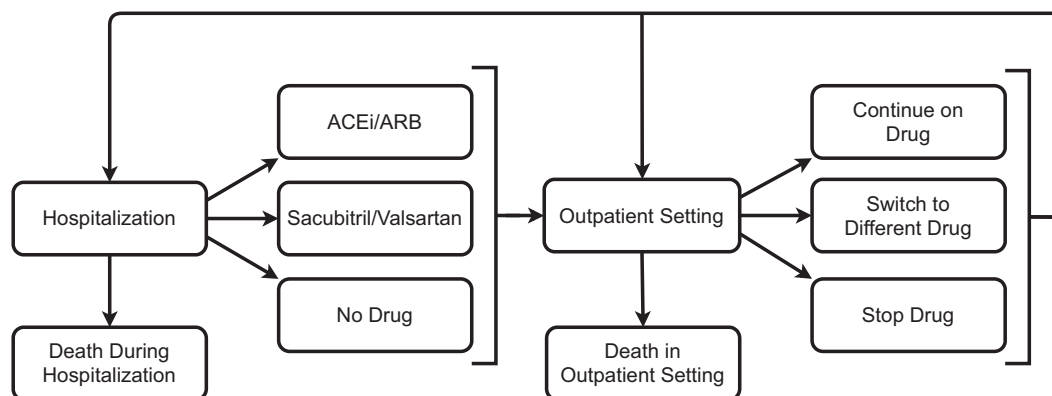 ACEi/ARB
Continue on
Drug
Hospitalization
Sacubitril/Valsartan
Outpatient Setting
Switch to
Different Drug
No Drug
Stop Drug
Death During
Hospitalization
Death in
Outpatient Setting